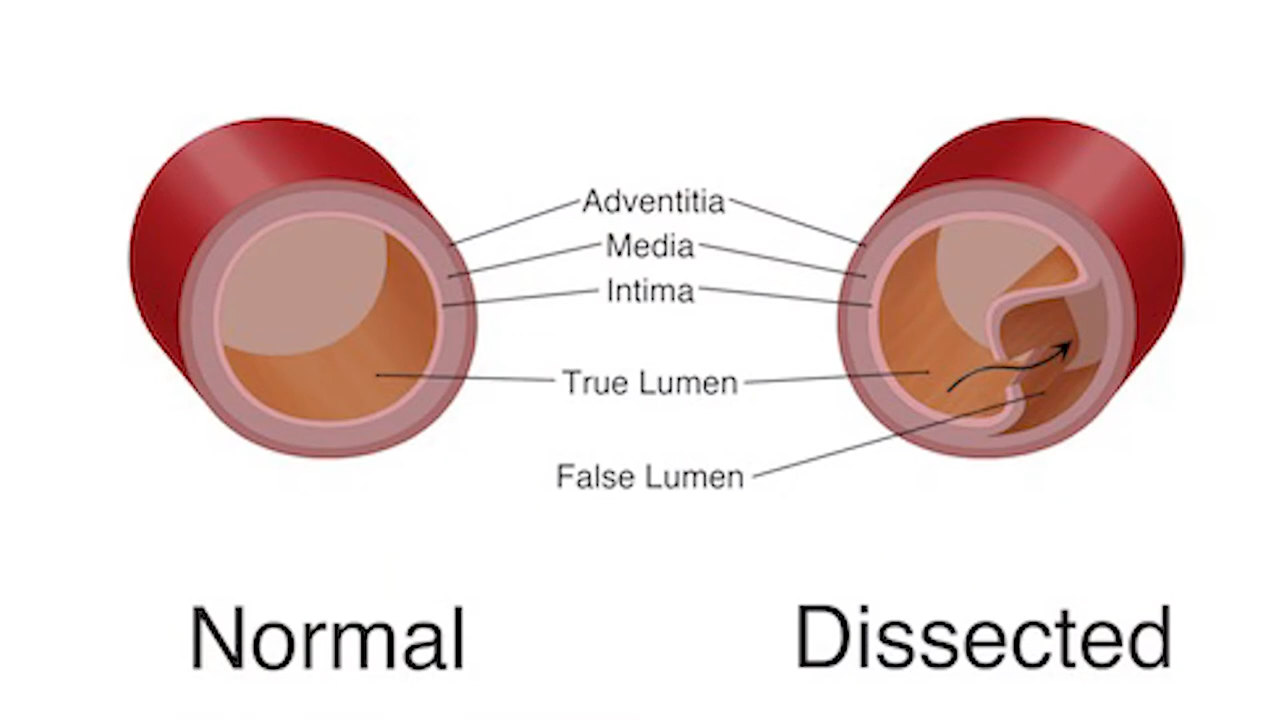 Adventitia
Media
Intima
True Lumen
False Lumen
Normal
Dissected